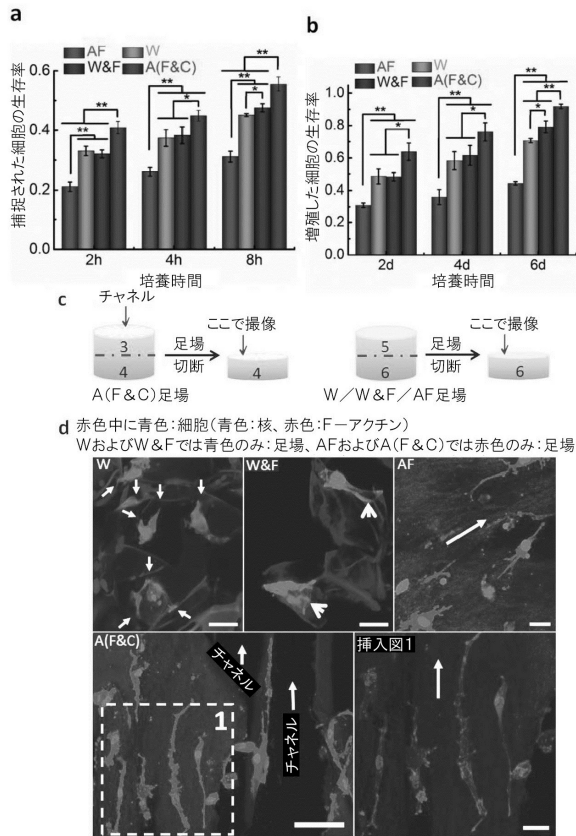 a
AF W
W&F A(F&C)
** ** ** * ** * **
捕捉された細胞の生存率
0.6
0.4
0.2
0.0
2h 4h 8h
培養時間
b
AF W
W&F A(F&C)
** * ** * ** * **
増殖した細胞の生存率
1.0
0.8
0.6
0.4
0.2
0.0
2d 4d 6d
培養時間
c
チャネル
3
4
足場
切断
ここで撮像
4
A(F&C)足場
5
6
足場
切断
ここで撮像
6
W/W&F/AF足場
d 赤色中に青色:細胞(青色:核、赤色:F-アクチン)
WおよびW&Fでは青色のみ:足場、AFおよびA(F&C)では赤色のみ:足場
W
W&F
AF
A(F&C)
1
チャネル
チャネル
挿入図1